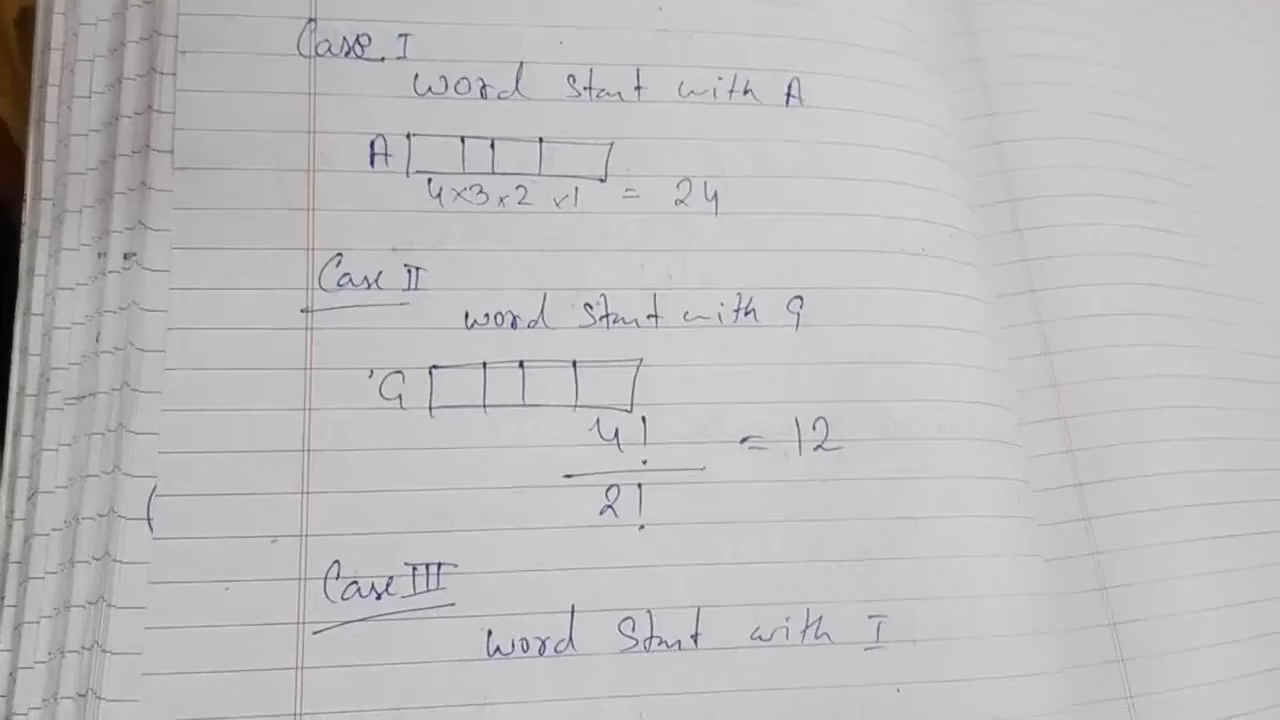 Case I
word start with A
A
4×3×2×1 = 24
Case II
word start with G
'G
4!
= 12
2!
Case III
word start with I